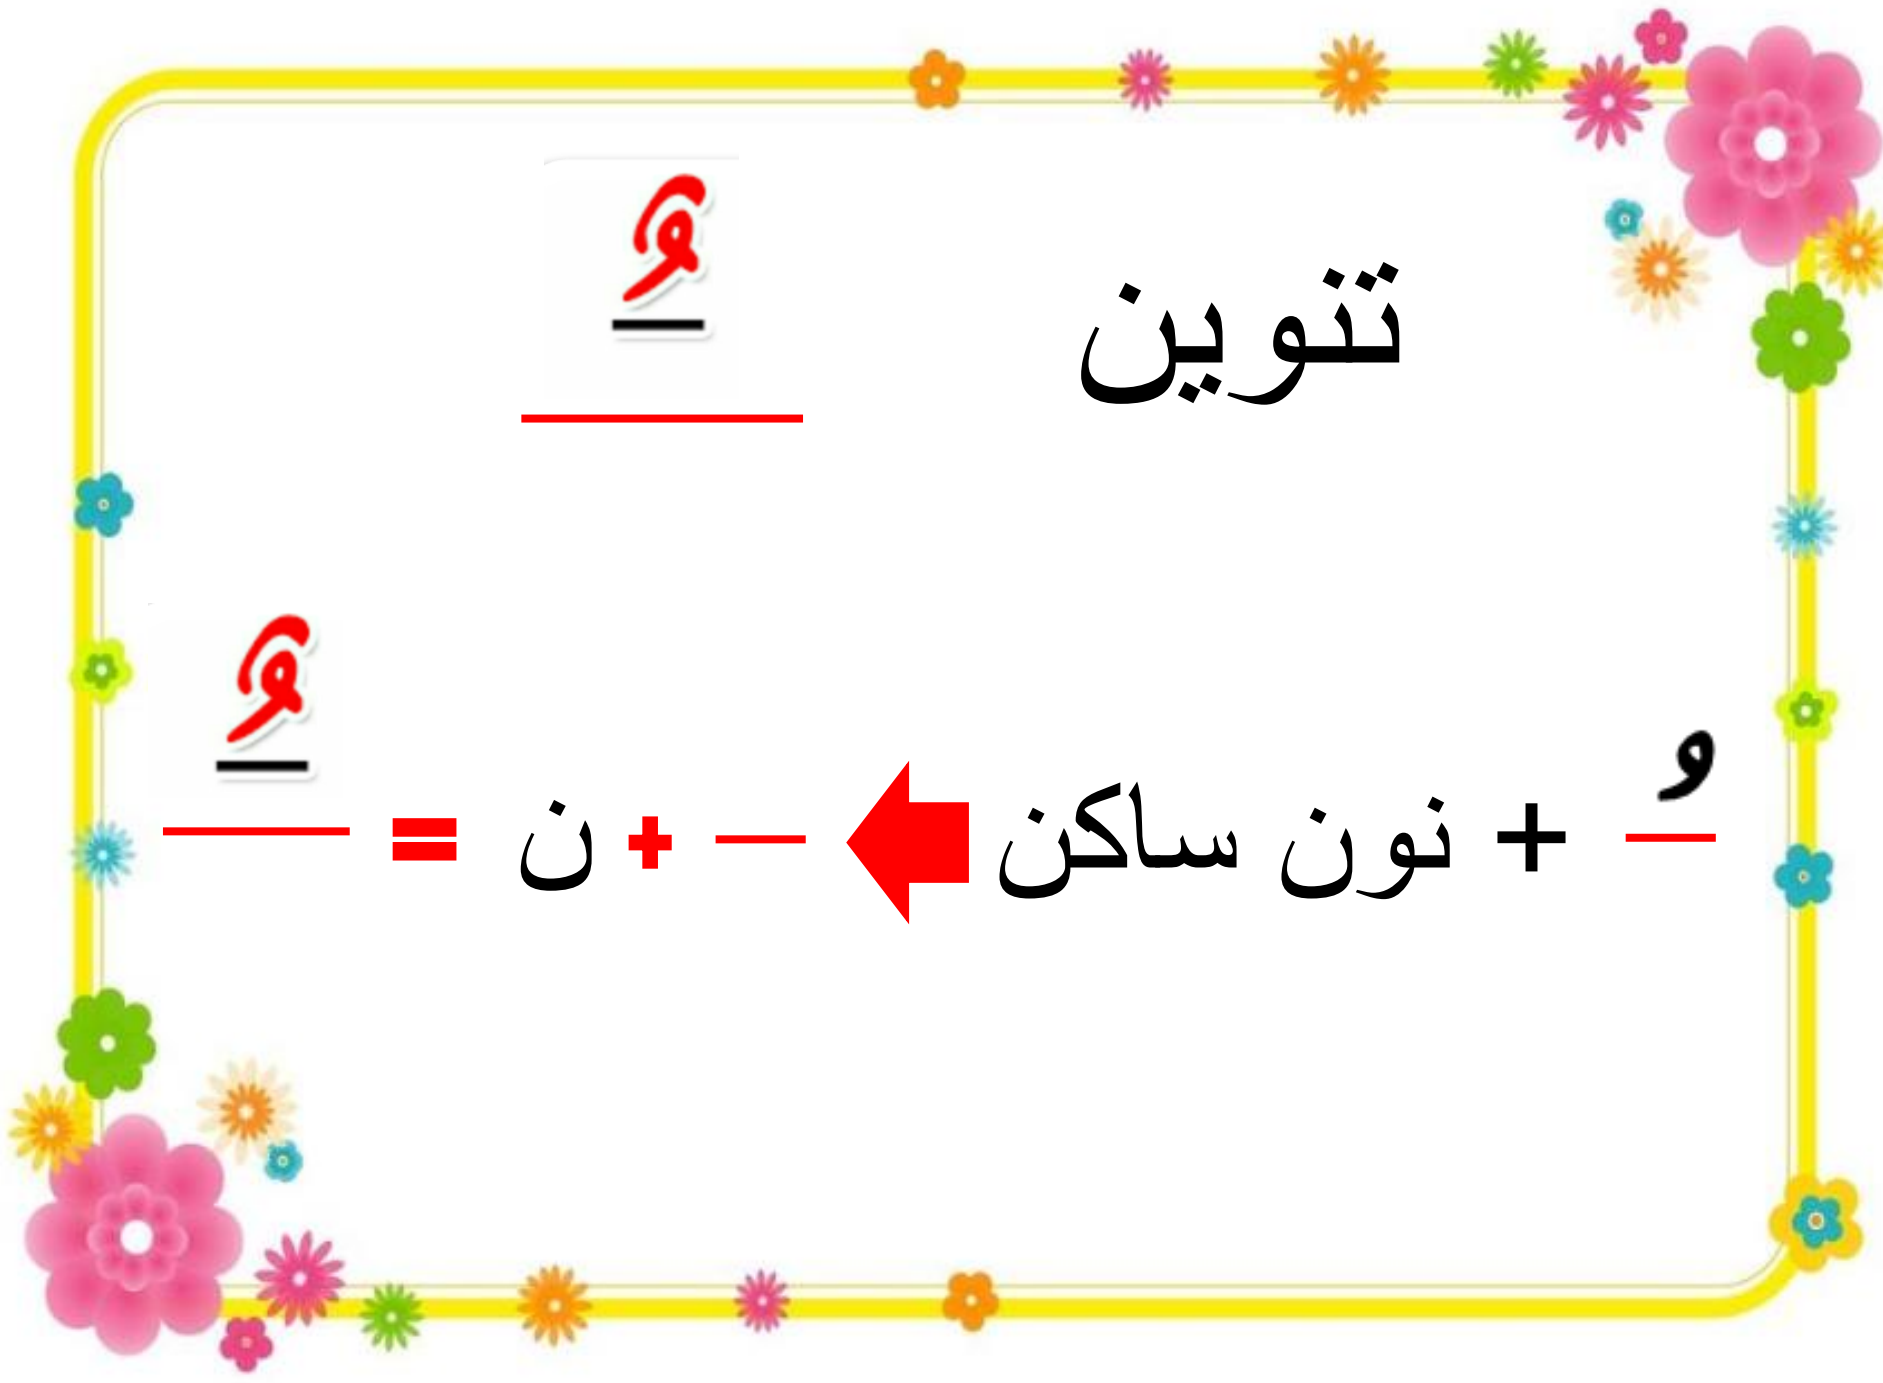 تنوين ـٌ
ـُ + نون ساكن ـ + ن = ـٌ